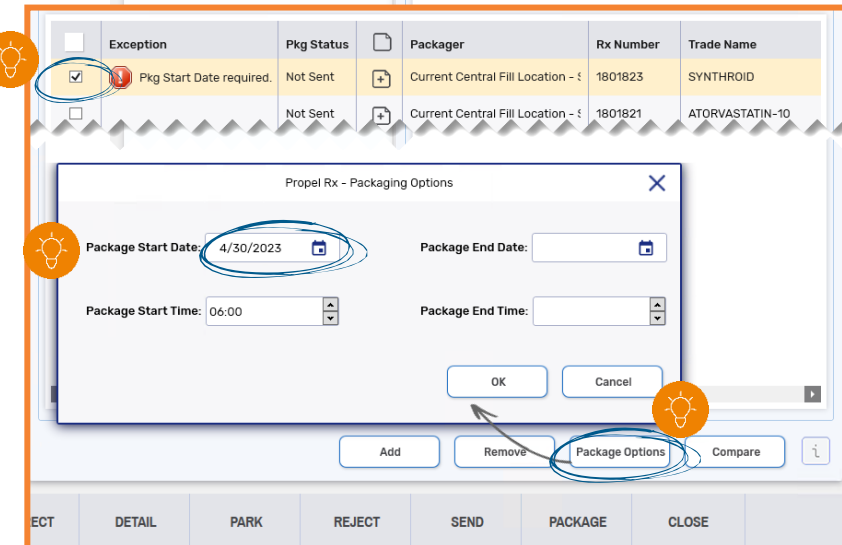 Exception Pkg Status Packager Rx Number Trade Name
Pkg Start Date required. Not Sent Current Central Fill Location - S 1801823 SYNTHROID
Not Sent Current Central Fill Location - S 1801821 ATORVASTATIN-10
Propel Rx - Packaging Options
Package Start Date: 4/30/2023 Package End Date:
Package Start Time: 06:00 Package End Time:
OK Cancel
Add Remove Package Options Compare i
ECT DETAIL PARK REJECT SEND PACKAGE CLOSE